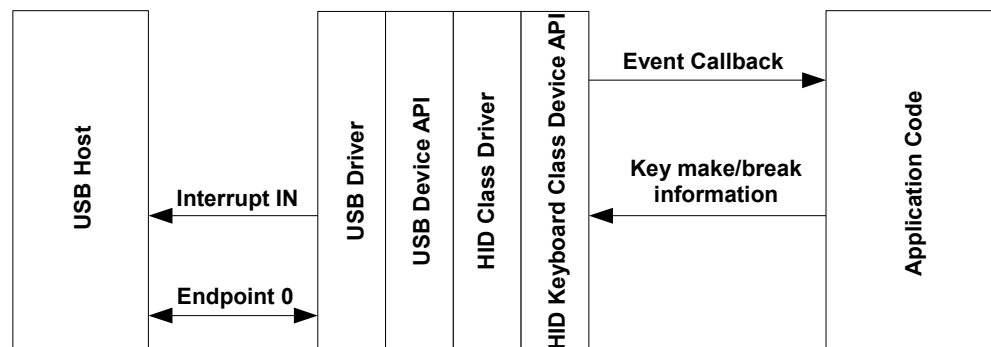 USB Host
Interrupt IN
Endpoint 0
USB Driver
USB Device API
HID Class Driver
HID Keyboard Class Device API
Event Callback
Key make/break
information
Application Code